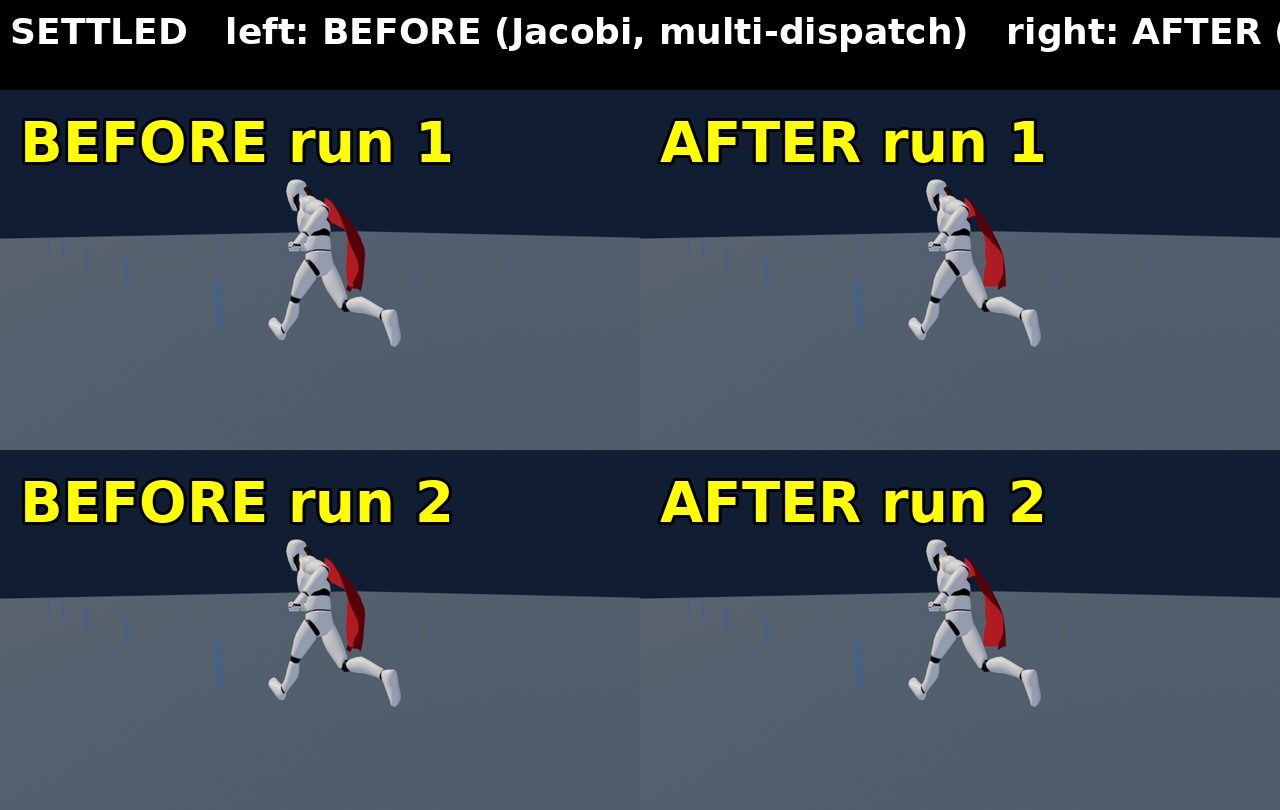 SETTLED   left: BEFORE (Jacobi, multi-dispatch)   right: AFTER (
BEFORE run 1
AFTER run 1
BEFORE run 2
AFTER run 2